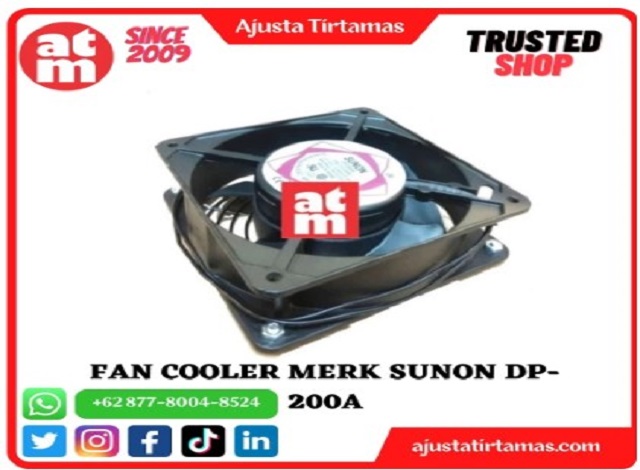 Ajusta Tirtamas
atm
SINCE
2009
TRUSTED
SHOP
SUNON
atm
FAN COOLER MERK SUNON DP-
200A
+62 877-8004-8524
ajustatirtamas.com